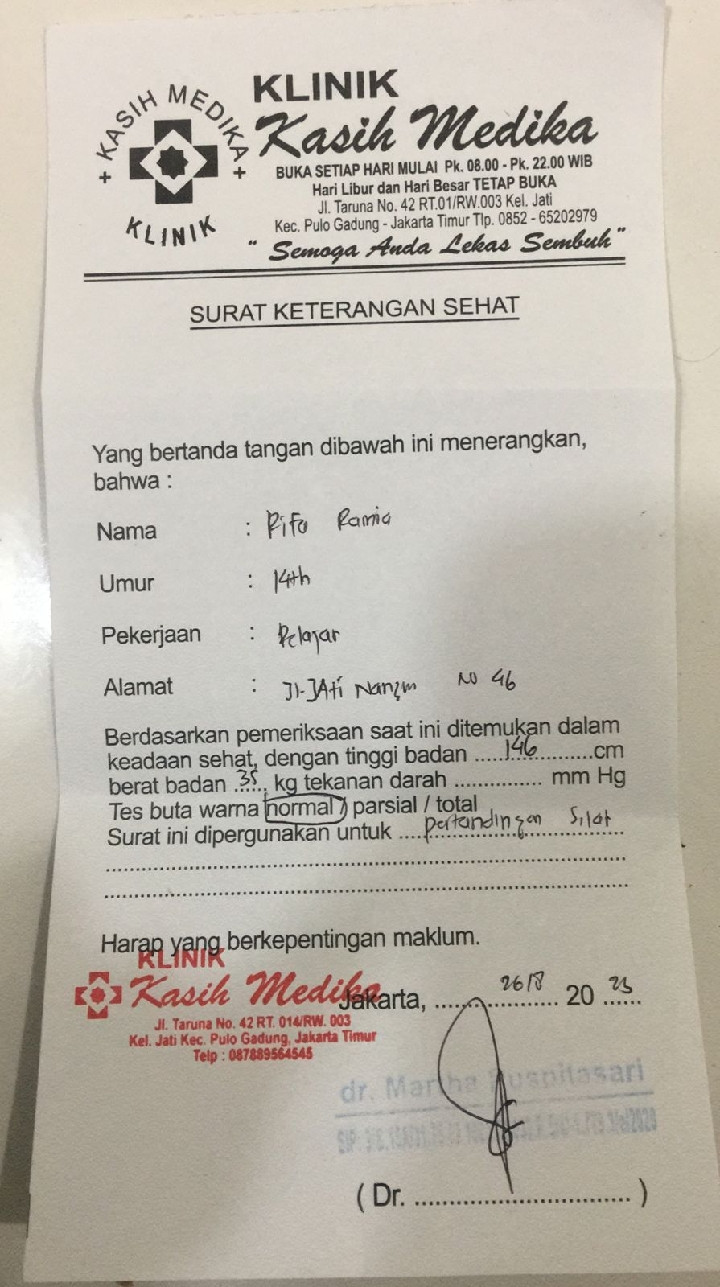 KASIH MEDIKA
KLINIK
KLINIK
Kasih Medika
BUKA SETIAP HARI MULAI Pk. 08.00 - Pk. 22.00 WIB
Hari Libur dan Hari Besar TETAP BUKA
Jl. Taruna No. 42 RT.01/RW.003 Kel. Jati
Kec. Pulo Gadung - Jakarta Timur Tlp. 0852 - 65202979
" Semoga Anda Lekas Sembuh "
SURAT KETERANGAN SEHAT
Yang bertanda tangan dibawah ini menerangkan,
bahwa :
Nama : Rifa Ramia
Umur : 14th
Pekerjaan : Pelajar
Alamat : Jl-JAti No 46
Berdasarkan pemeriksaan saat ini ditemukan dalam
keadaan sehat, dengan tinggi badan ....146..........cm
berat badan .35.., kg tekanan darah ............... mm Hg
Tes buta warna normal / parsial / total
Surat ini dipergunakan untuk ....pertandingan Silat
Harap yang berkepentingan maklum.
KLINIK
Kasih Medika
Jl. Taruna No. 42 RT. 014/RW. 003
Kel. Jati Kec. Pulo Gadung, Jakarta Timur
Telp : 087889564545
Jakarta, ....26/8.... 20 23
dr. Martha Puspitasari
( Dr. ............................... )